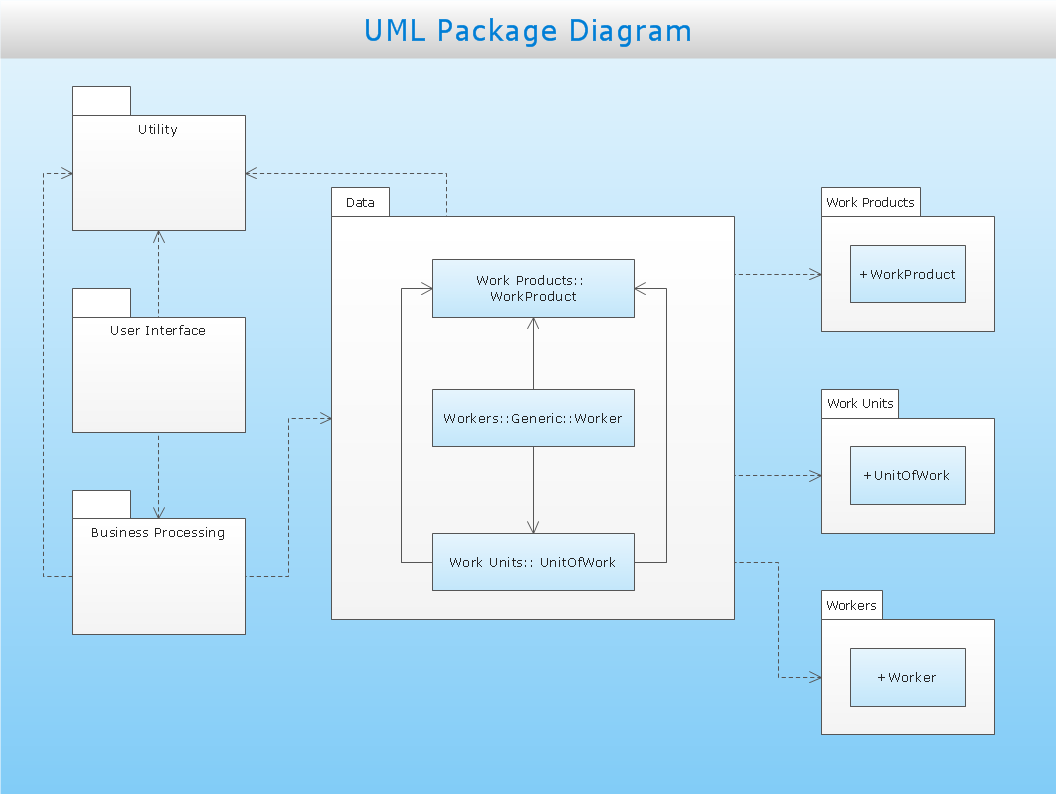 UML Package Diagram
Utility
User Interface
Business Processing
Data
Work Products::
WorkProduct
Workers::Generic::Worker
Work Units:: UnitOfWork
Work Products
+WorkProduct
Work Units
+UnitOfWork
Workers
+Worker